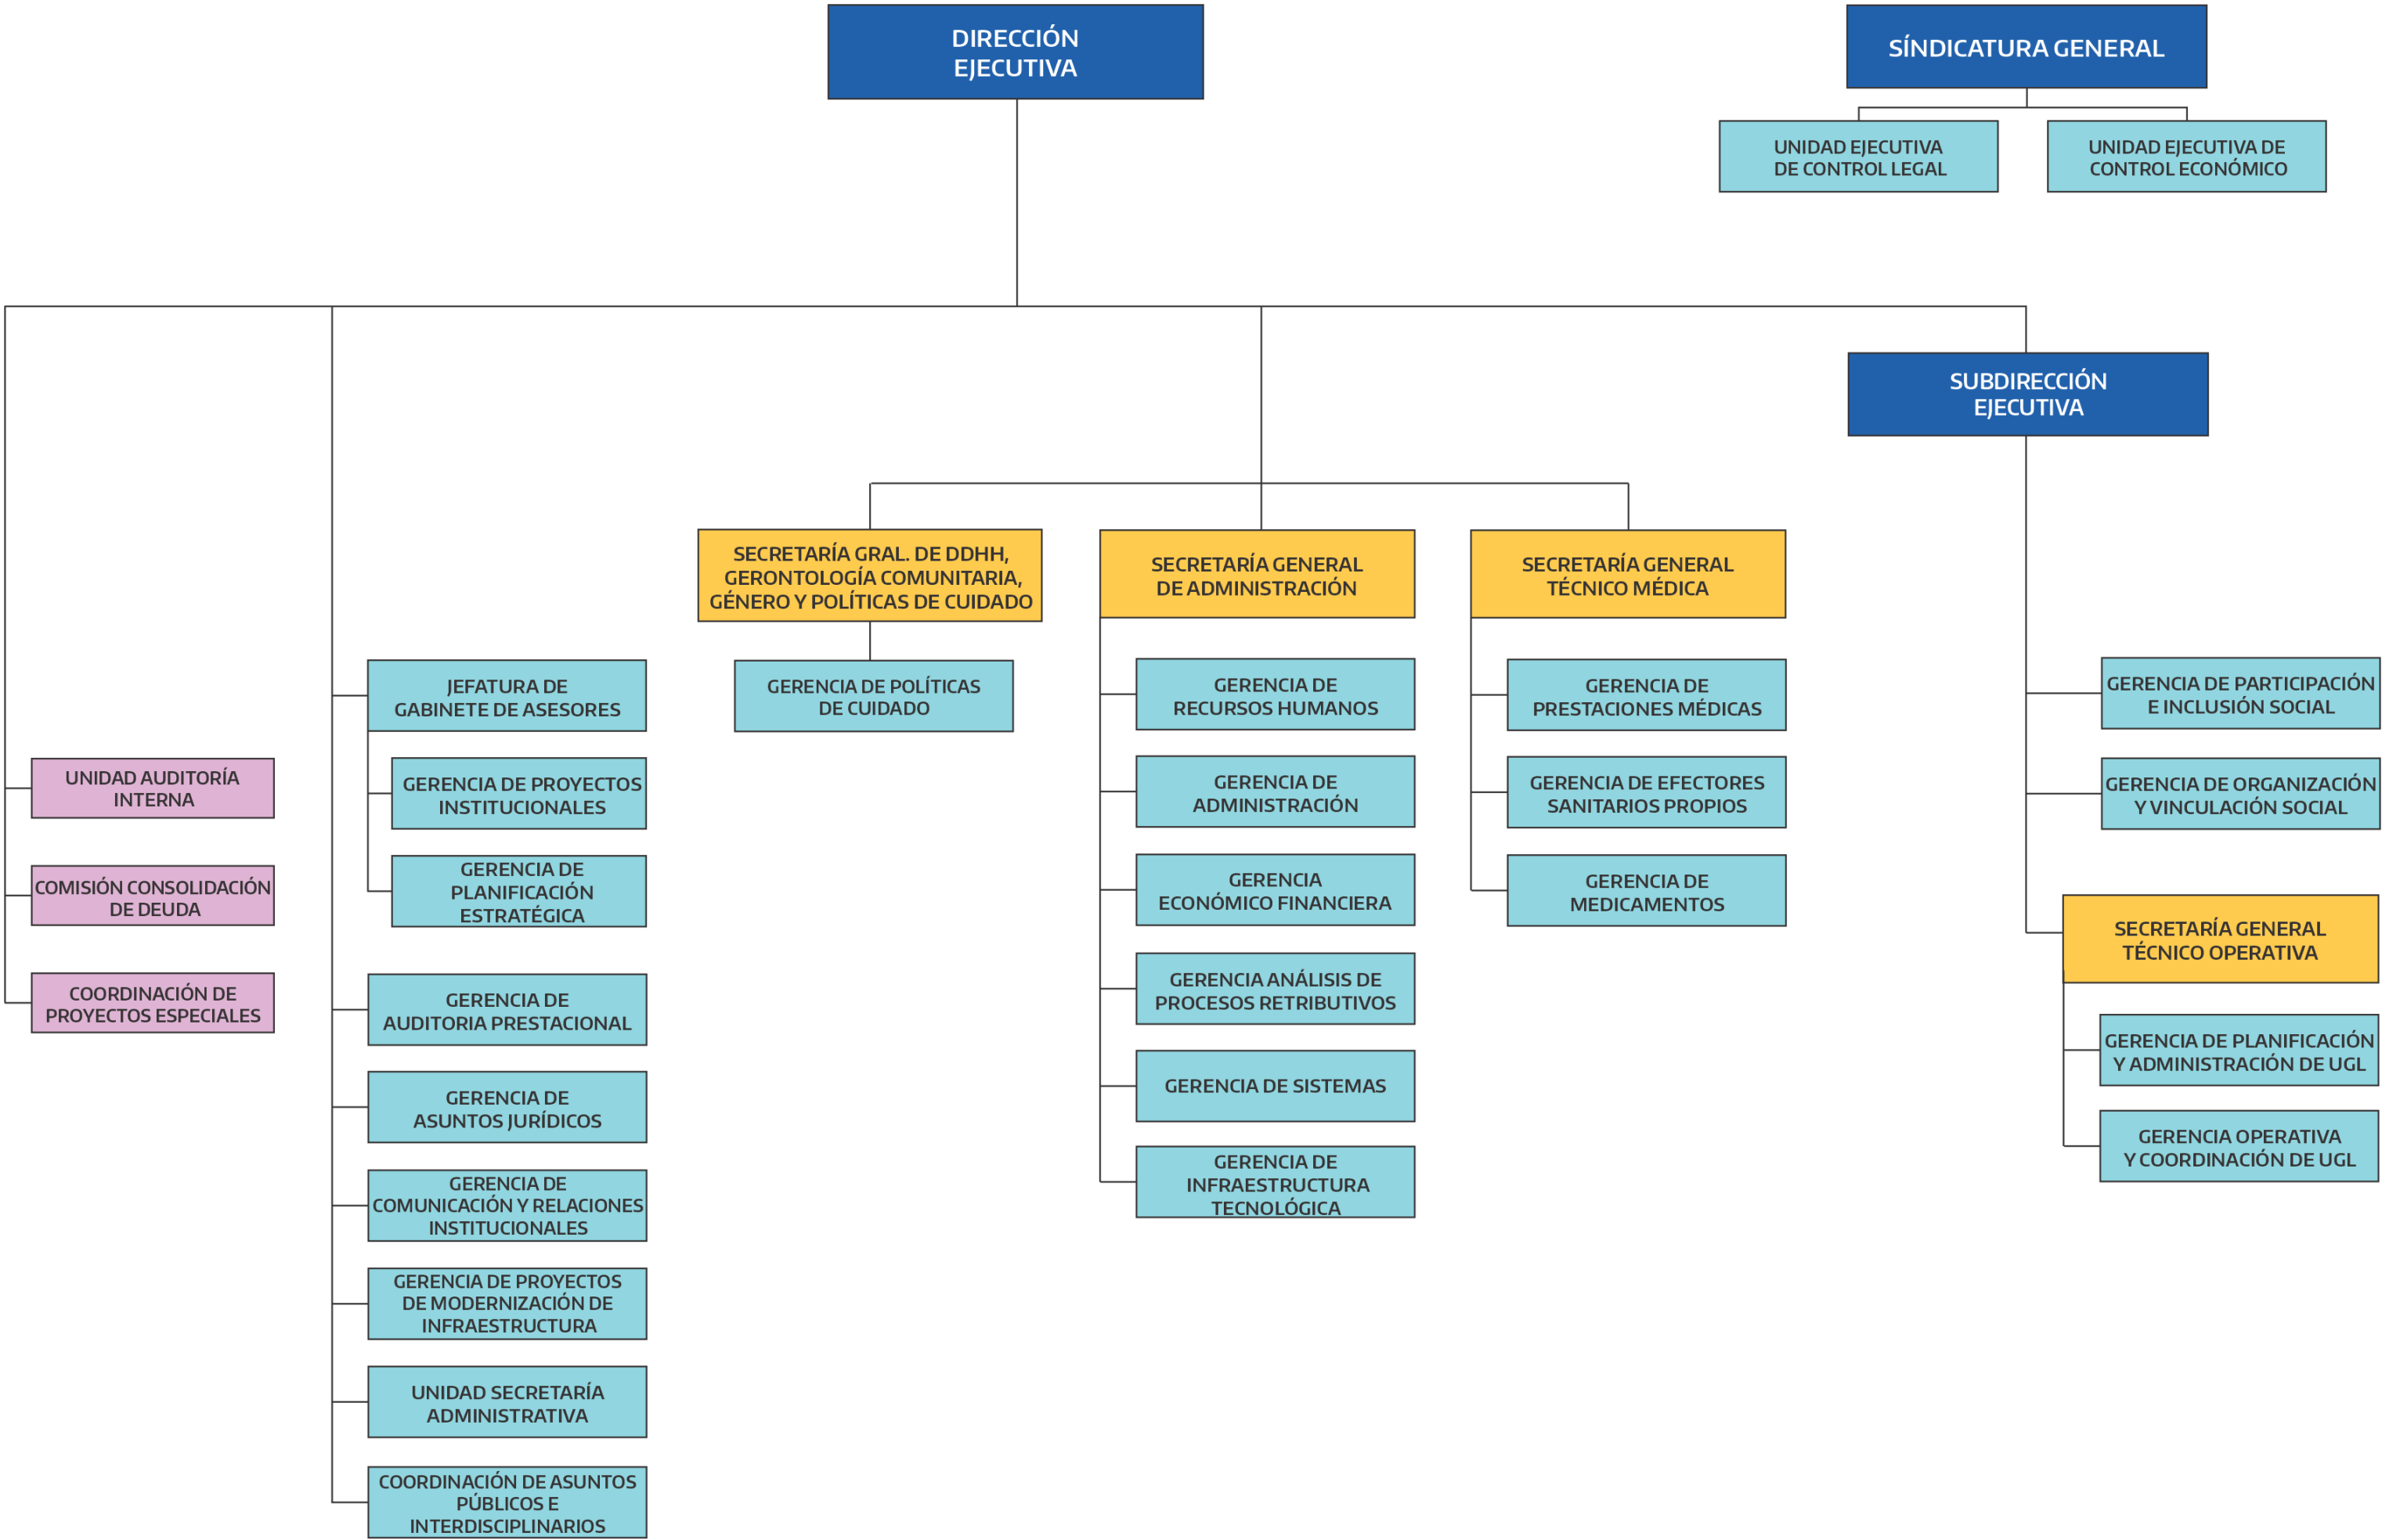 DIRECCIÓN
EJECUTIVA
SÍNDICATURA GENERAL
UNIDAD EJECUTIVA
DE CONTROL LEGAL
UNIDAD EJECUTIVA DE
CONTROL ECONÓMICO
SUBDIRECCIÓN
EJECUTIVA
UNIDAD AUDITORÍA
INTERNA
COMISIÓN CONSOLIDACIÓN
DE DEUDA
COORDINACIÓN DE
PROYECTOS ESPECIALES
JEFATURA DE
GABINETE DE ASESORES
GERENCIA DE PROYECTOS
INSTITUCIONALES
GERENCIA DE
PLANIFICACIÓN
ESTRATÉGICA
GERENCIA DE
AUDITORIA PRESTACIONAL
GERENCIA DE
ASUNTOS JURÍDICOS
GERENCIA DE
COMUNICACIÓN Y RELACIONES
INSTITUCIONALES
GERENCIA DE PROYECTOS
DE MODERNIZACIÓN DE
INFRAESTRUCTURA
UNIDAD SECRETARÍA
ADMINISTRATIVA
COORDINACIÓN DE ASUNTOS
PÚBLICOS E
INTERDISCIPLINARIOS
SECRETARÍA GRAL. DE DDHH,
GERONTOLOGÍA COMUNITARIA,
GÉNERO Y POLÍTICAS DE CUIDADO
GERENCIA DE POLÍTICAS
DE CUIDADO
SECRETARÍA GENERAL
DE ADMINISTRACIÓN
GERENCIA DE
RECURSOS HUMANOS
GERENCIA DE
ADMINISTRACIÓN
GERENCIA
ECONÓMICO FINANCIERA
GERENCIA ANÁLISIS DE
PROCESOS RETRIBUTIVOS
GERENCIA DE SISTEMAS
GERENCIA DE
INFRAESTRUCTURA
TECNOLÓGICA
SECRETARÍA GENERAL
TÉCNICO MÉDICA
GERENCIA DE
PRESTACIONES MÉDICAS
GERENCIA DE EFECTORES
SANITARIOS PROPIOS
GERENCIA DE
MEDICAMENTOS
GERENCIA DE PARTICIPACIÓN
E INCLUSIÓN SOCIAL
GERENCIA DE ORGANIZACIÓN
Y VINCULACIÓN SOCIAL
SECRETARÍA GENERAL
TÉCNICO OPERATIVA
GERENCIA DE PLANIFICACIÓN
Y ADMINISTRACIÓN DE UGL
GERENCIA OPERATIVA
Y COORDINACIÓN DE UGL